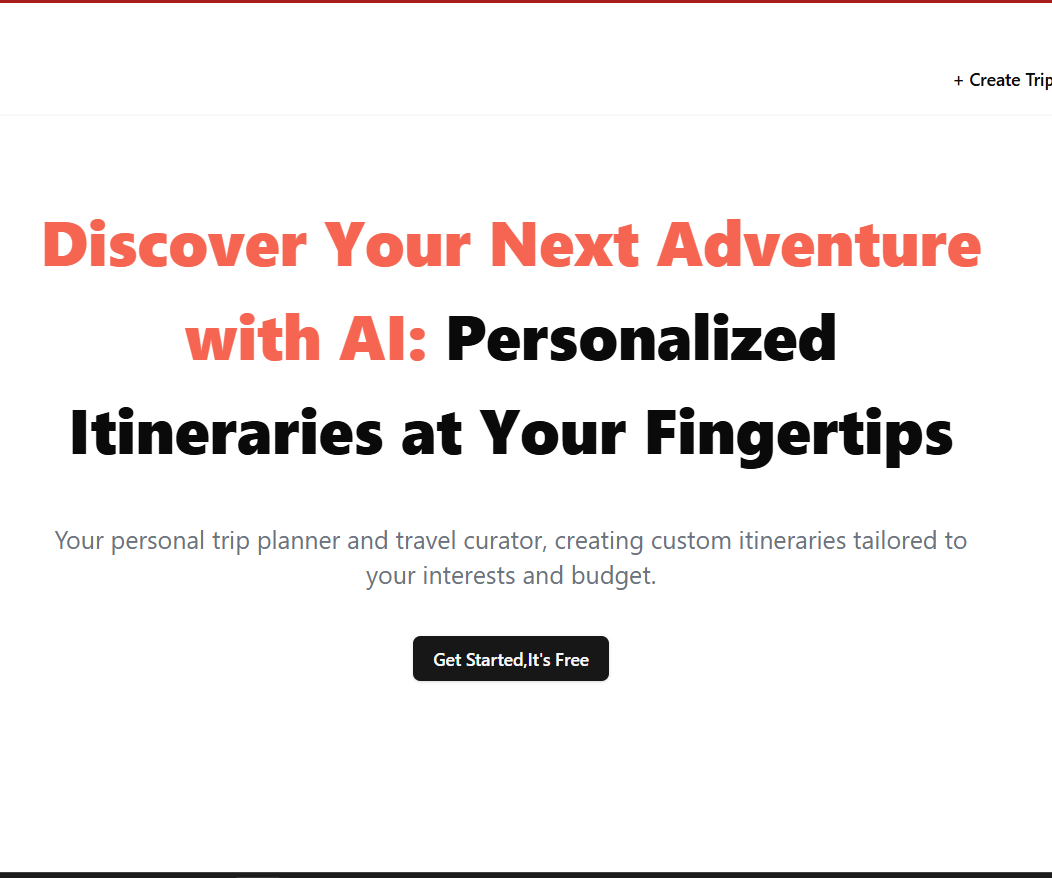 + Create Trip
Discover Your Next Adventure
with AI: Personalized
Itineraries at Your Fingertips
Your personal trip planner and travel curator, creating custom itineraries tailored to
your interests and budget.
Get Started,It's Free